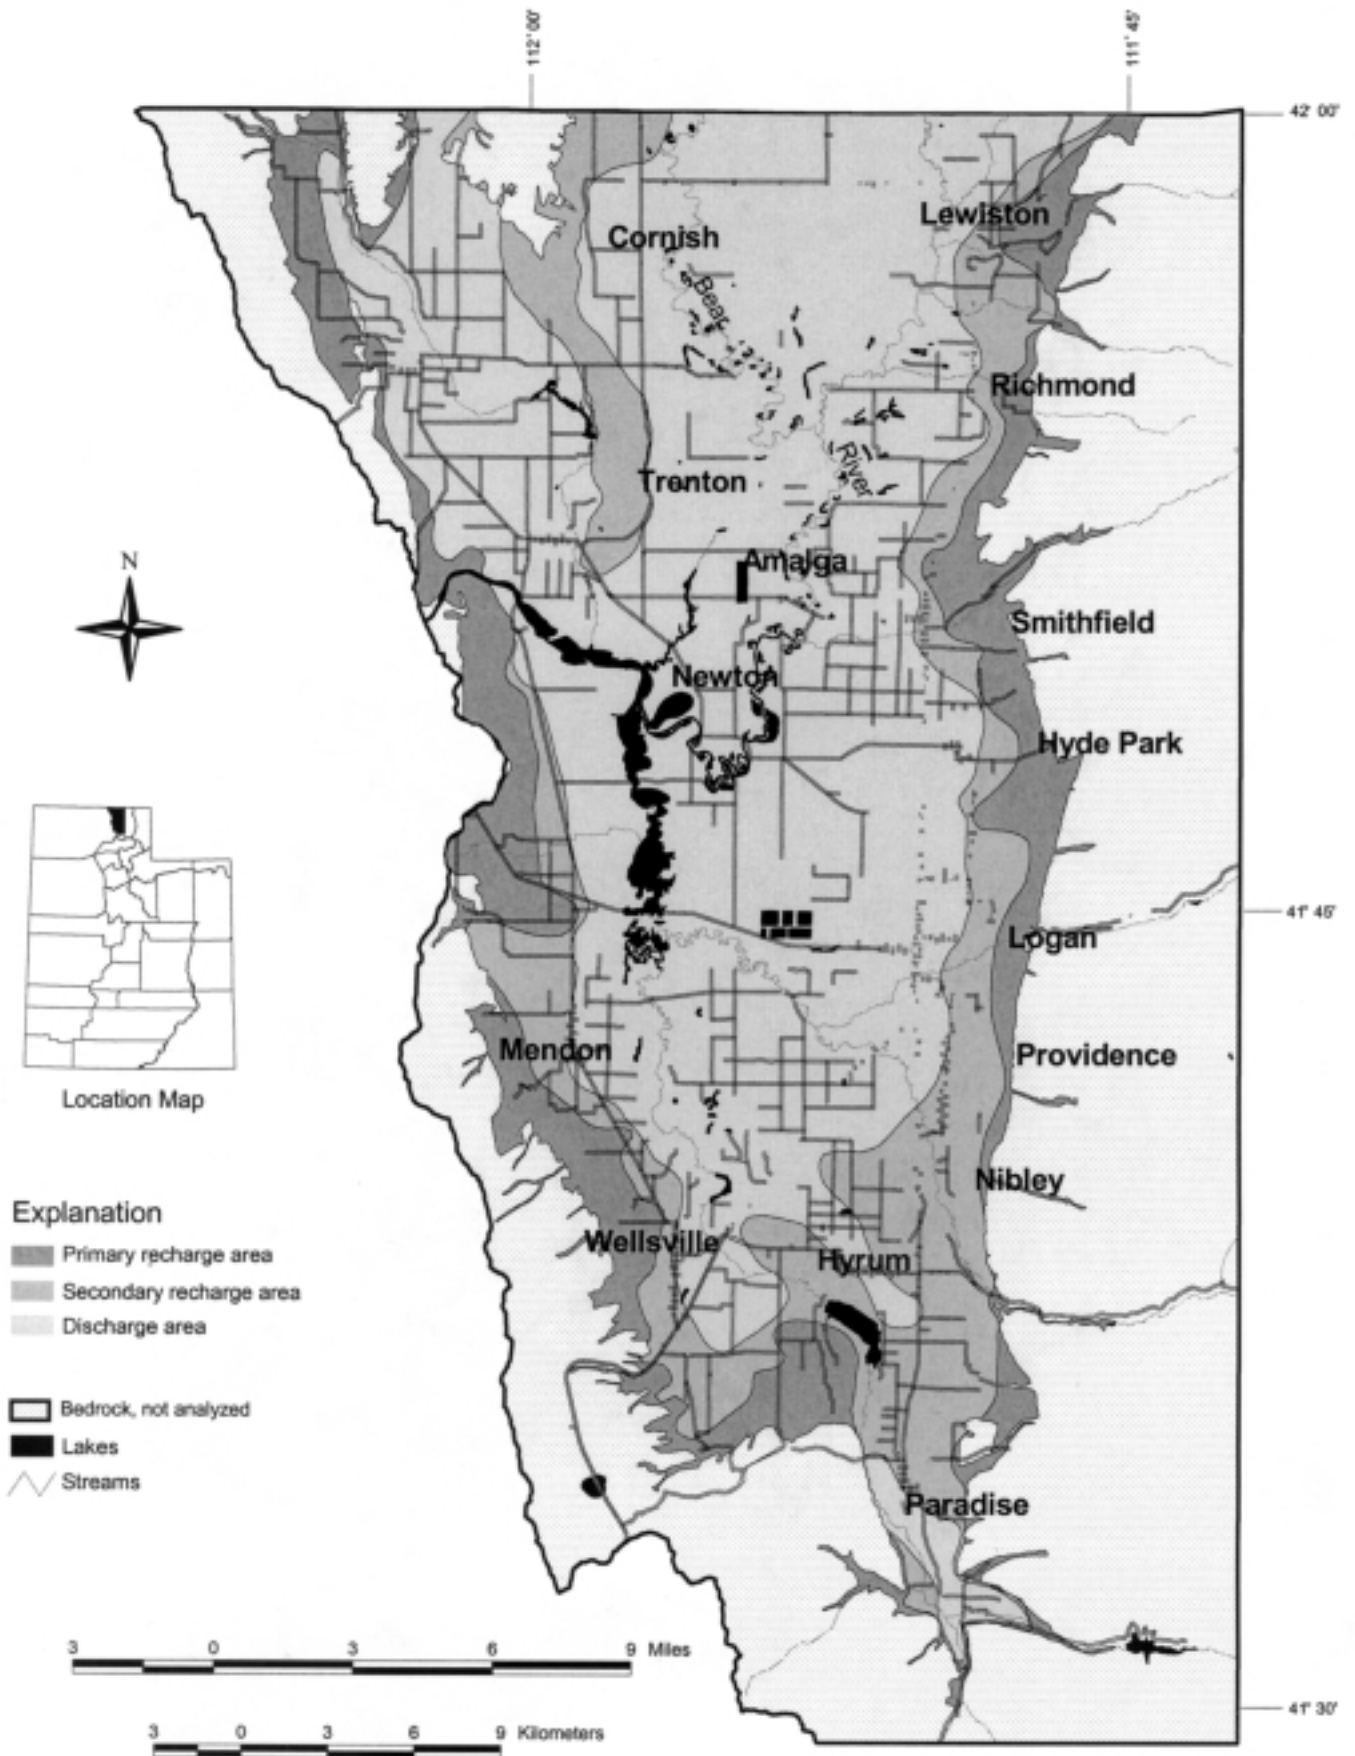 112° 00'
111° 45'
42° 00'
Lewiston
Cornish
Bear
Richmond
River
Trenton
Amalga
N
Smithfield
Newton
Hyde Park
41° 45'
Logan
Mendon
Providence
Location Map
Nibley
Explanation
Wellsville
Primary recharge area
Hyrum
Secondary recharge area
Discharge area
Bedrock, not analyzed
Lakes
Streams
Paradise
3 0 3 6 9 Miles
41° 30'
3 0 3 6 9 Kilometers